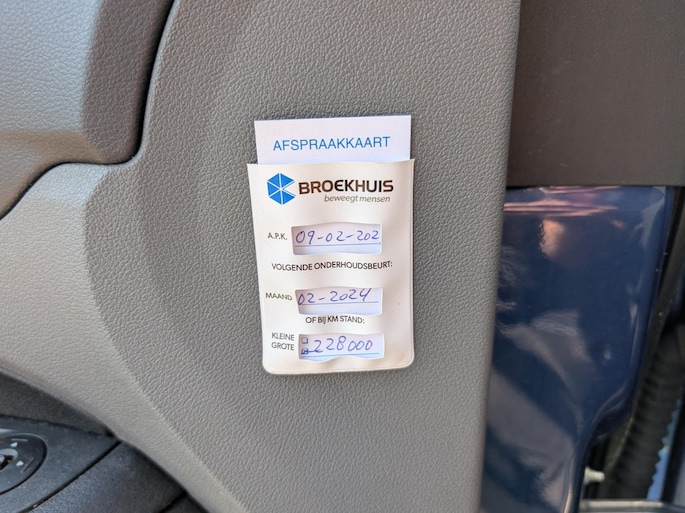 AFSPRAAKKAART
BROEKHUIS
beweegt mensen
A.P.K. 09-02-202
VOLGENDE ONDERHOUDSBEURT:
MAAND 02-2024
OF BIJ KM STAND:
KLEINE
GROTE 228000